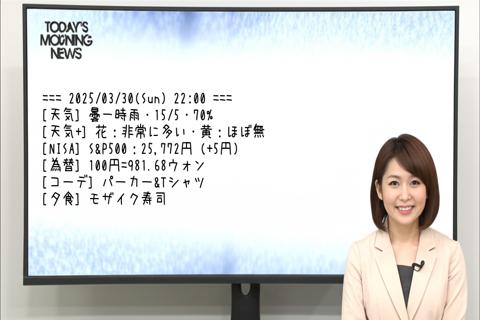 TODAY'S
MORNING
NEWS
=== 2025/03/30(Sun) 22:00 ===
[天気] 曇一時雨・15/5・70%
[天気+] 花:非常に多い・黄:ほぼ無
[NISA] S&P500:25,772円 (+5円)
[為替] 100円=981.68ウォン
[コーデ] パーカー&Tシャツ
[夕食] モザイク寿司